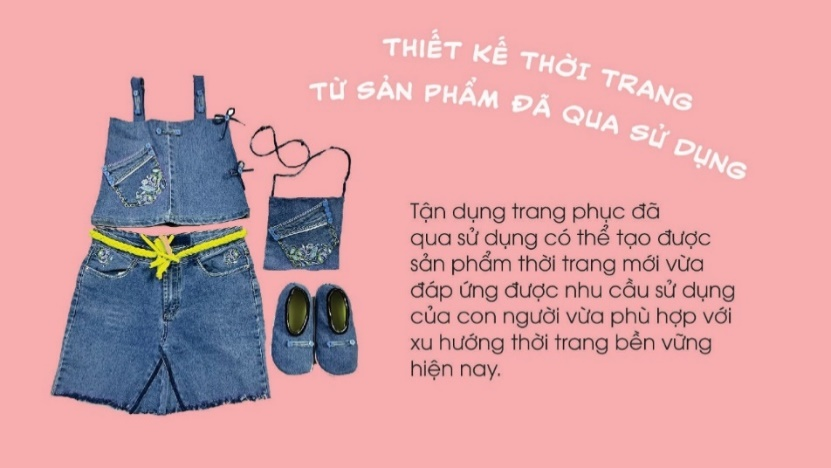 THIẾT KẾ THỜI TRANG
TỪ SẢN PHẨM ĐÃ QUA SỬ DỤNG
Tận dụng trang phục đã
qua sử dụng có thể tạo được
sản phẩm thời trang mới vừa
đáp ứng được nhu cầu sử dụng
của con người vừa phù hợp với
xu hướng thời trang bền vững
hiện nay.